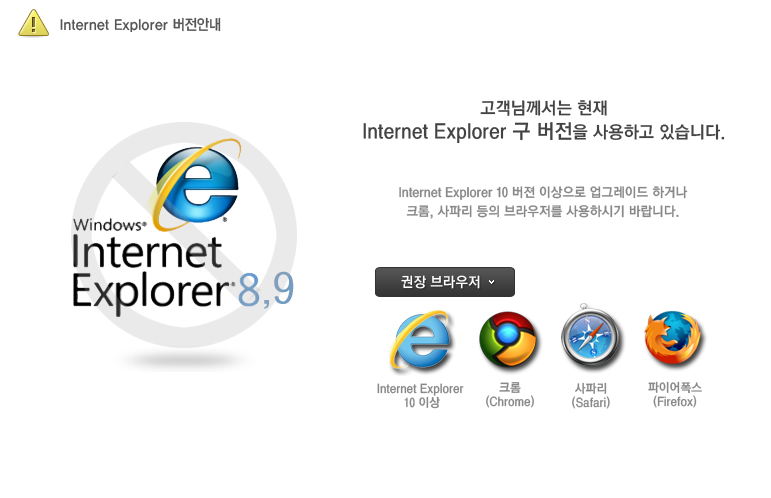 Internet Explorer 버전안내
고객님께서는 현재
Internet Explorer 구 버전을 사용하고 있습니다.
Internet Explorer 10 버젼 이상으로 업그레이드 하거나
크롬, 사파리 등의 브라우저를 사용하시기 바랍니다.
Windows®
Internet
Explorer® 8,9
권장 브라우저
Internet Explorer
10 이상
크롬
(Chrome)
사파리
(Safari)
파이어폭스
(Firefox)